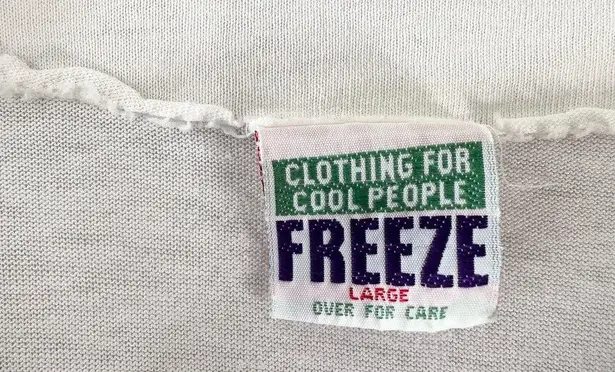 CLOTHING FOR
COOL PEOPLE
FREEZE
LARGE
OVER FOR CARE